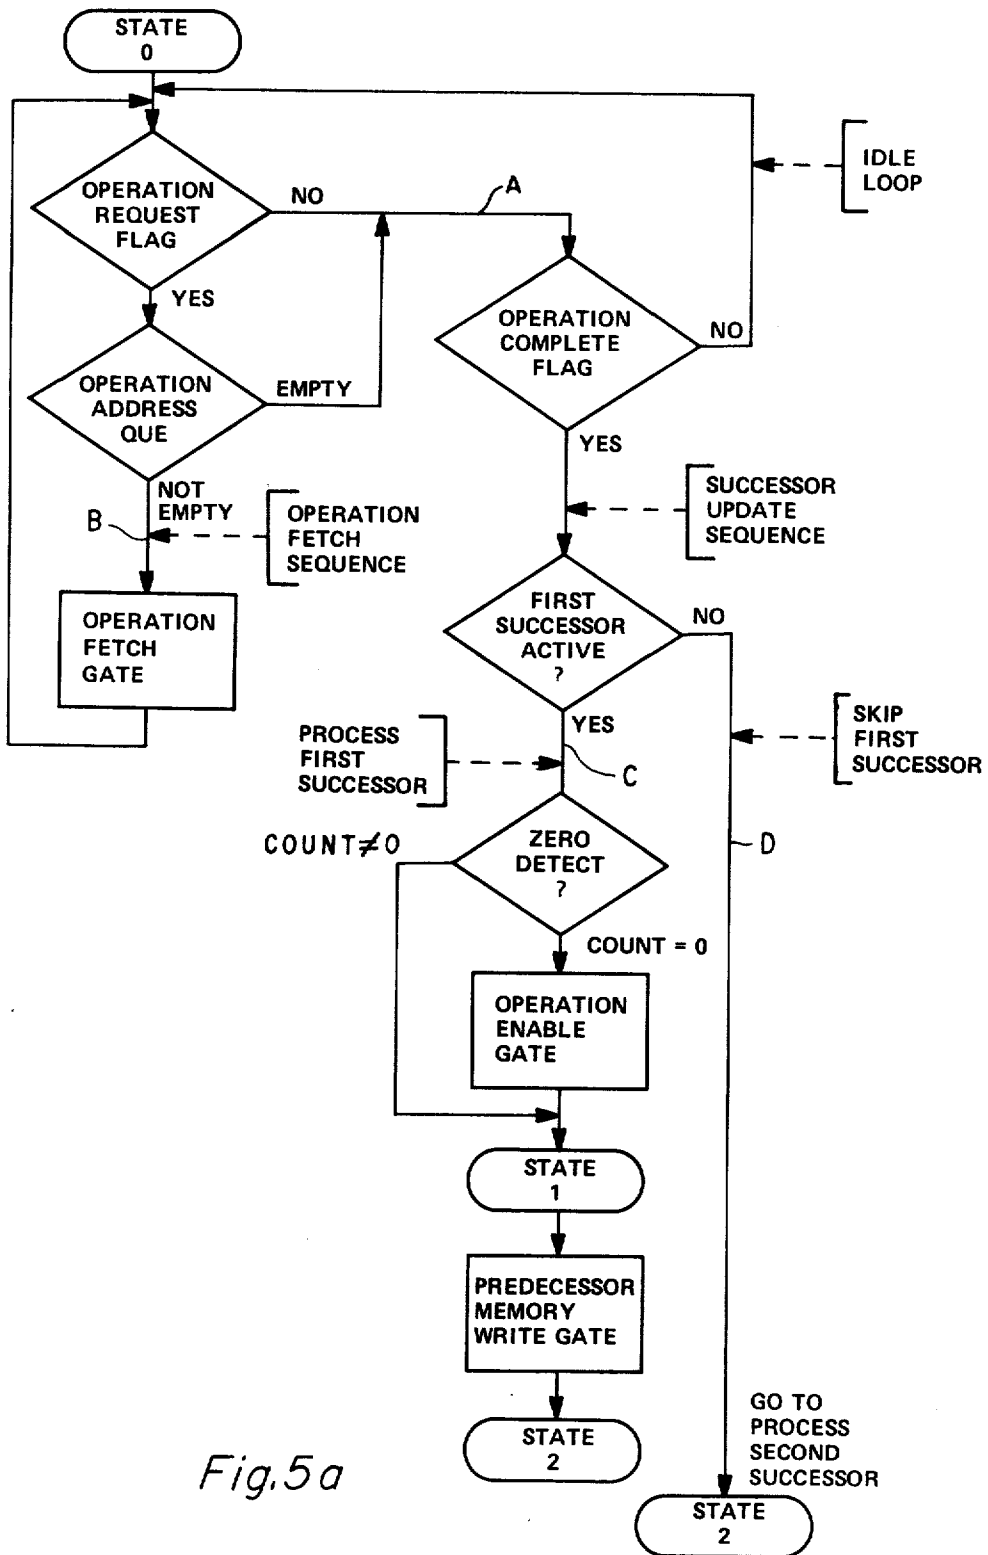 STATE
0
IDLE
LOOP
OPERATION
REQUEST
FLAG
NO
A
YES
OPERATION
COMPLETE
FLAG
NO
OPERATION
ADDRESS
QUE
EMPTY
YES
NOT
EMPTY
B
OPERATION
FETCH
SEQUENCE
SUCCESSOR
UPDATE
SEQUENCE
OPERATION
FETCH
GATE
FIRST
SUCCESSOR
ACTIVE
?
NO
YES
PROCESS
FIRST
SUCCESSOR
C
SKIP
FIRST
SUCCESSOR
COUNT≠0
ZERO
DETECT
?
D
COUNT = 0
OPERATION
ENABLE
GATE
STATE
1
PREDECESSOR
MEMORY
WRITE GATE
STATE
2
GO TO
PROCESS
SECOND
SUCCESSOR
STATE
2
Fig.5a